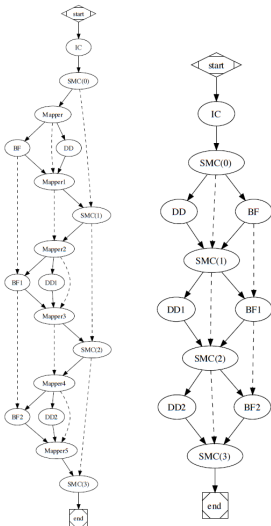 start
IC
SMC(0)
Mapper
BF
DD
Mapper1
SMC(1)
Mapper2
BF1
DD1
Mapper3
SMC(2)
Mapper4
BF2
DD2
Mapper5
SMC(3)
end
start
IC
SMC(0)
DD
BF
SMC(1)
DD1
BF1
SMC(2)
DD2
BF2
SMC(3)
end